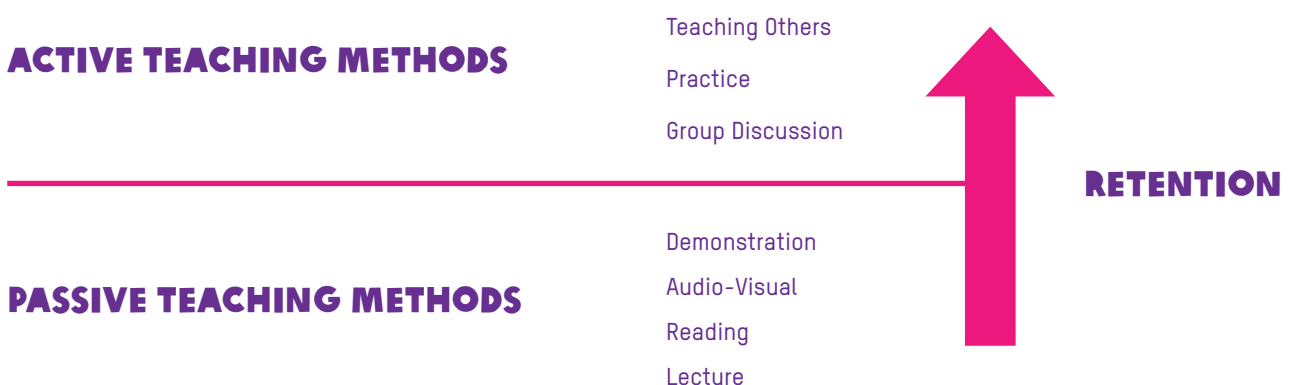 Teaching Others
ACTIVE TEACHING METHODS
Practice
Group Discussion
RETENTION
Demonstration
Audio-Visual
PASSIVE TEACHING METHODS
Reading
Lecture